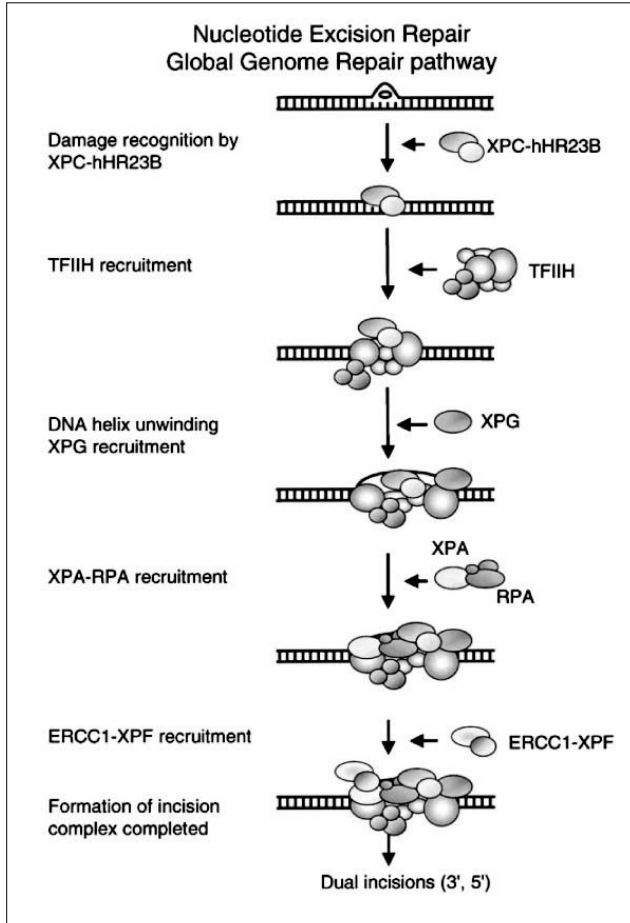 Nucleotide Excision Repair
Global Genome Repair pathway
Damage recognition by
XPC-hHR23B
XPC-hHR23B
TFIIH recruitment
TFIIH
DNA helix unwinding
XPG recruitment
XPG
XPA-RPA recruitment
XPA
RPA
ERCC1-XPF recruitment
ERCC1-XPF
Formation of incision
complex completed
Dual incisions (3', 5')